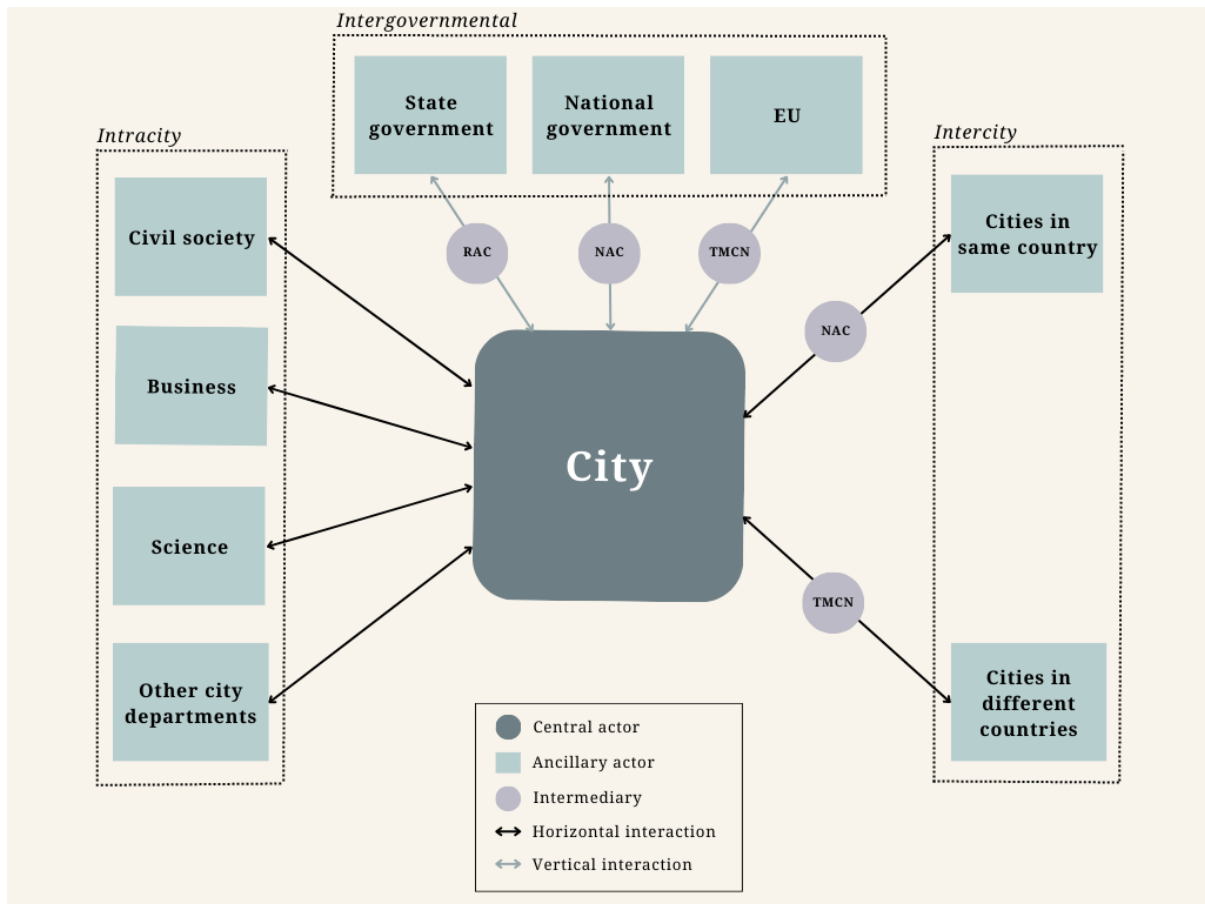 Intergovernmental
State
government
National
government
EU
Intracity
Civil society
Business
Science
Other city
departments
RAC
NAC
TMCN
City
Intercity
Cities in
same country
NAC
TMCN
Cities in
different
countries
Central actor
Ancillary actor
Intermediary
Horizontal interaction
Vertical interaction